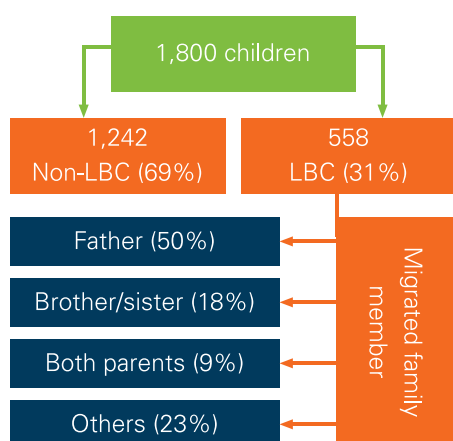 1,800 children
1,242
Non-LBC (69%)
558
LBC (31%)
Father (50%)
Brother/sister (18%)
Both parents (9%)
Others (23%)
Migrated family
member